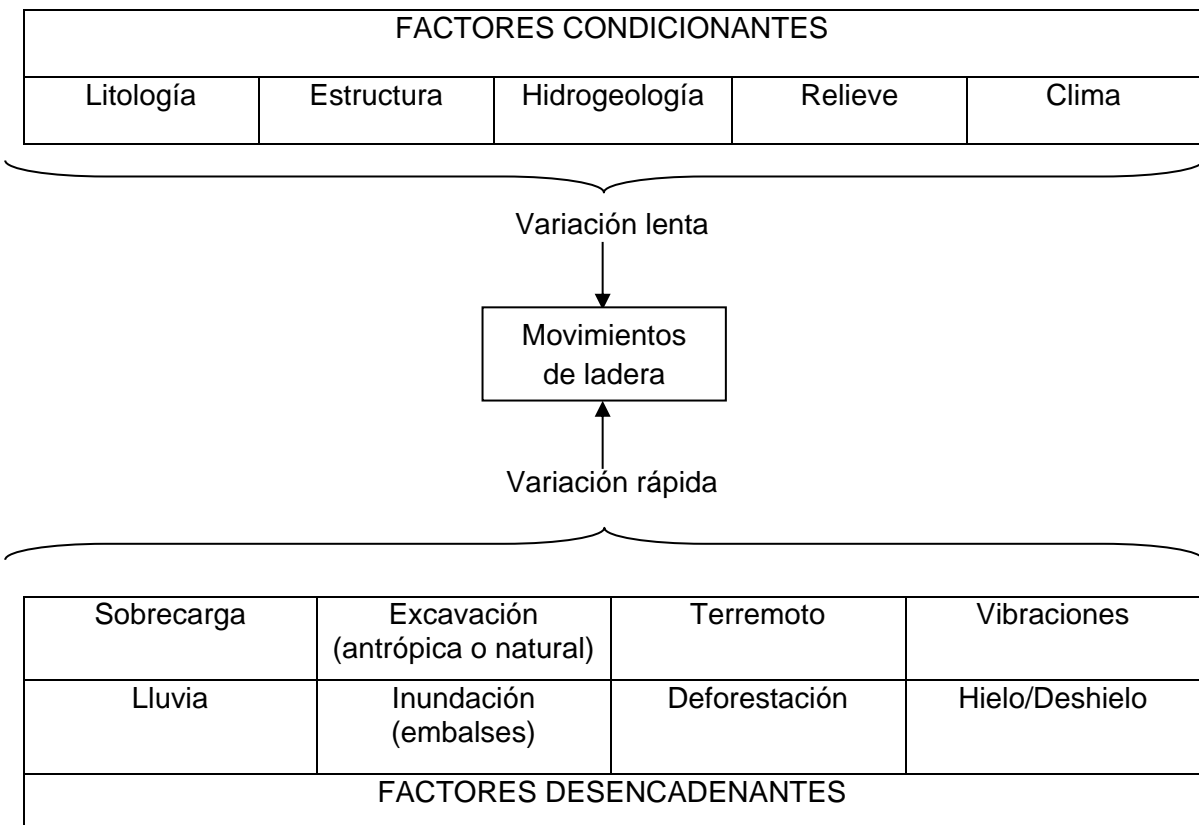 FACTORES CONDICIONANTES
Litología Estructura Hidrogeología Relieve Clima
Variación lenta
Movimientos
de ladera
Variación rápida
Sobrecarga Excavación Terremoto Vibraciones
(antrópica o natural)
Lluvia Inundación Deforestación Hielo/Deshielo
(embalses)
FACTORES DESENCADENANTES